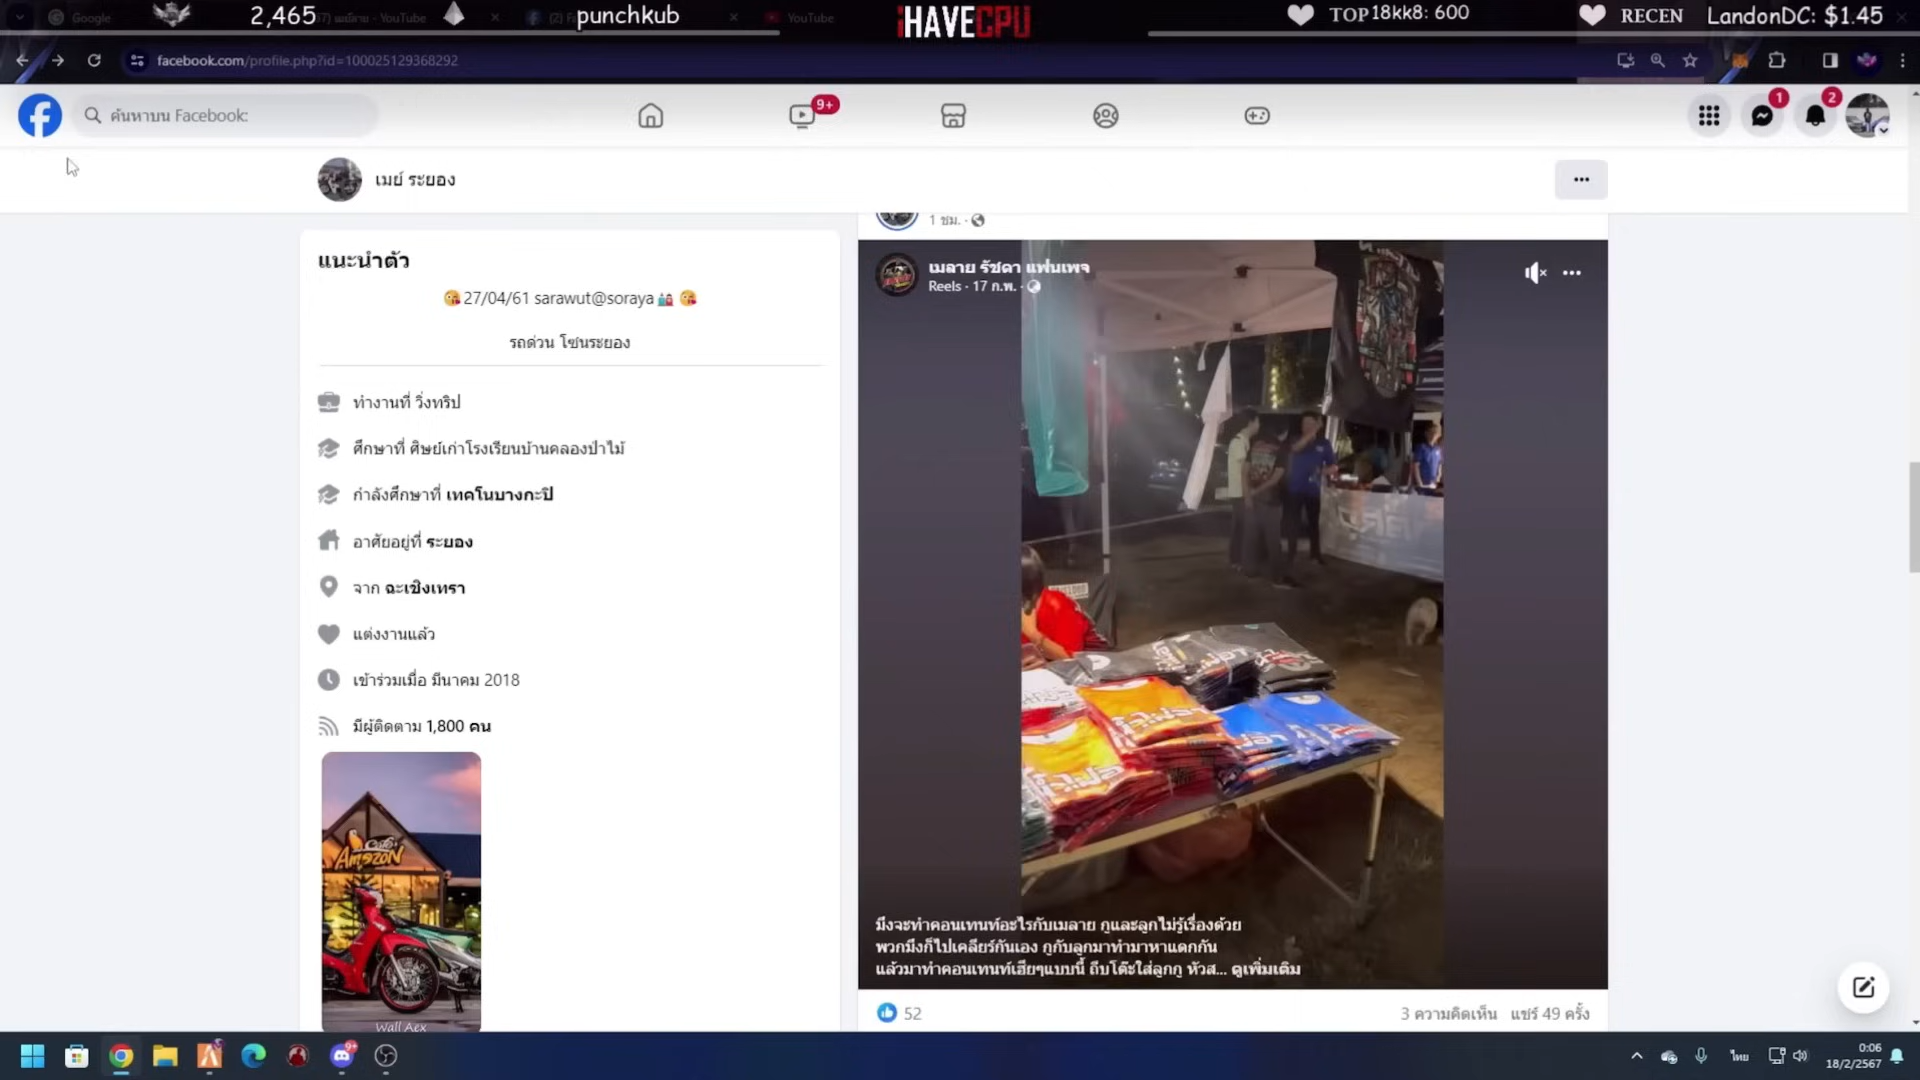 2,465
punchkub
iHAVECPU
TOP 18kk8: 600
RECEN LandonDC: $1.45
Google
YouTube
facebook.com/profile.php?id=100025129368292
ค้นหาบน Facebook:
9+
1
2
เมย์ ระยอง
1 ชม.
แนะนำตัว
27/04/61 sarawut@soraya
รถด่วน โซ่นระยอง
ทำงานที่ วิ่งทริป
ศึกษาที่ ศิษย์เก่าโรงเรียนบ้านคลองป่าไม้
กำลังศึกษาที่ เทคโนบางกะปิ
อาศัยอยู่ที่ ระยอง
จาก ฉะเชิงเทรา
แต่งงานแล้ว
เข้าร่วมเมื่อ มีนาคม 2018
มีผู้ติดตาม 1,800 คน
Café Amazon
Wall Aex
เมลาย รัชดา แฟนเพจ
Reels · 17 ก.พ.
มึงจะทำคอนเทนท์อะไรกับเมลาย กูและลูกไม่รู้เรื่องด้วย
พวกมึงก็ไปเคลียร์กันเอง กูกับลูกมาทำมาหาแดกกัน
แล้วมาทำคอนเทนท์เฮี้ยๆแบบนี้ ถีบโต๊ะใส่ลูกกู หัวส... ดูเพิ่มเติม
52
3 ความคิดเห็น แชร์ 49 ครั้ง
9+
ไทย
0:06
18/2/2567